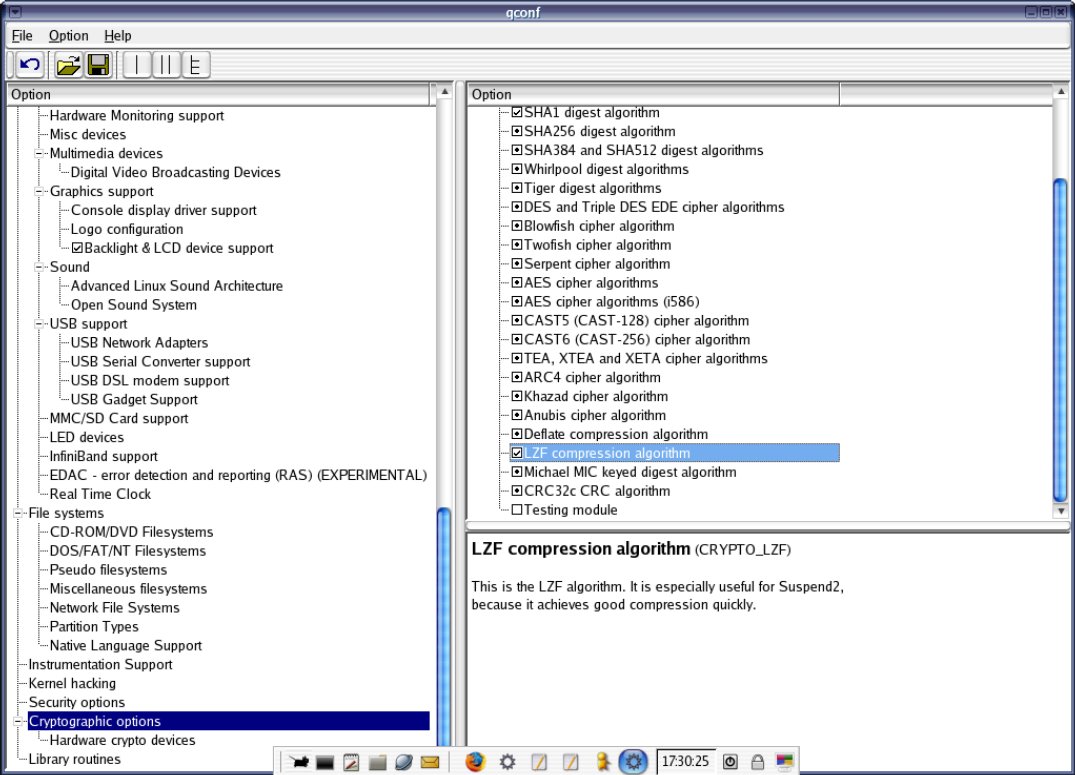 qconf
File Option Help
Option
Hardware Monitoring support
Misc devices
Multimedia devices
Digital Video Broadcasting Devices
Graphics support
Console display driver support
Logo configuration
Backlight & LCD device support
Sound
Advanced Linux Sound Architecture
Open Sound System
USB support
USB Network Adapters
USB Serial Converter support
USB DSL modem support
USB Gadget Support
MMC/SD Card support
LED devices
InfiniBand support
EDAC - error detection and reporting (RAS) (EXPERIMENTAL)
Real Time Clock
File systems
CD-ROM/DVD Filesystems
DOS/FAT/NT Filesystems
Pseudo filesystems
Miscellaneous filesystems
Network File Systems
Partition Types
Native Language Support
Instrumentation Support
Kernel hacking
Security options
Cryptographic options
Hardware crypto devices
Library routines
Option
SHA1 digest algorithm
SHA256 digest algorithm
SHA384 and SHA512 digest algorithms
Whirlpool digest algorithms
Tiger digest algorithms
DES and Triple DES EDE cipher algorithms
Blowfish cipher algorithm
Twofish cipher algorithm
Serpent cipher algorithm
AES cipher algorithms
AES cipher algorithms (i586)
CAST5 (CAST-128) cipher algorithm
CAST6 (CAST-256) cipher algorithm
TEA, XTEA and XETA cipher algorithms
ARC4 cipher algorithm
Khazad cipher algorithm
Anubis cipher algorithm
Deflate compression algorithm
LZF compression algorithm
Michael MIC keyed digest algorithm
CRC32c CRC algorithm
Testing module
LZF compression algorithm (CRYPTO_LZF)
This is the LZF algorithm. It is especially useful for Suspend2,
because it achieves good compression quickly.
17:30:25